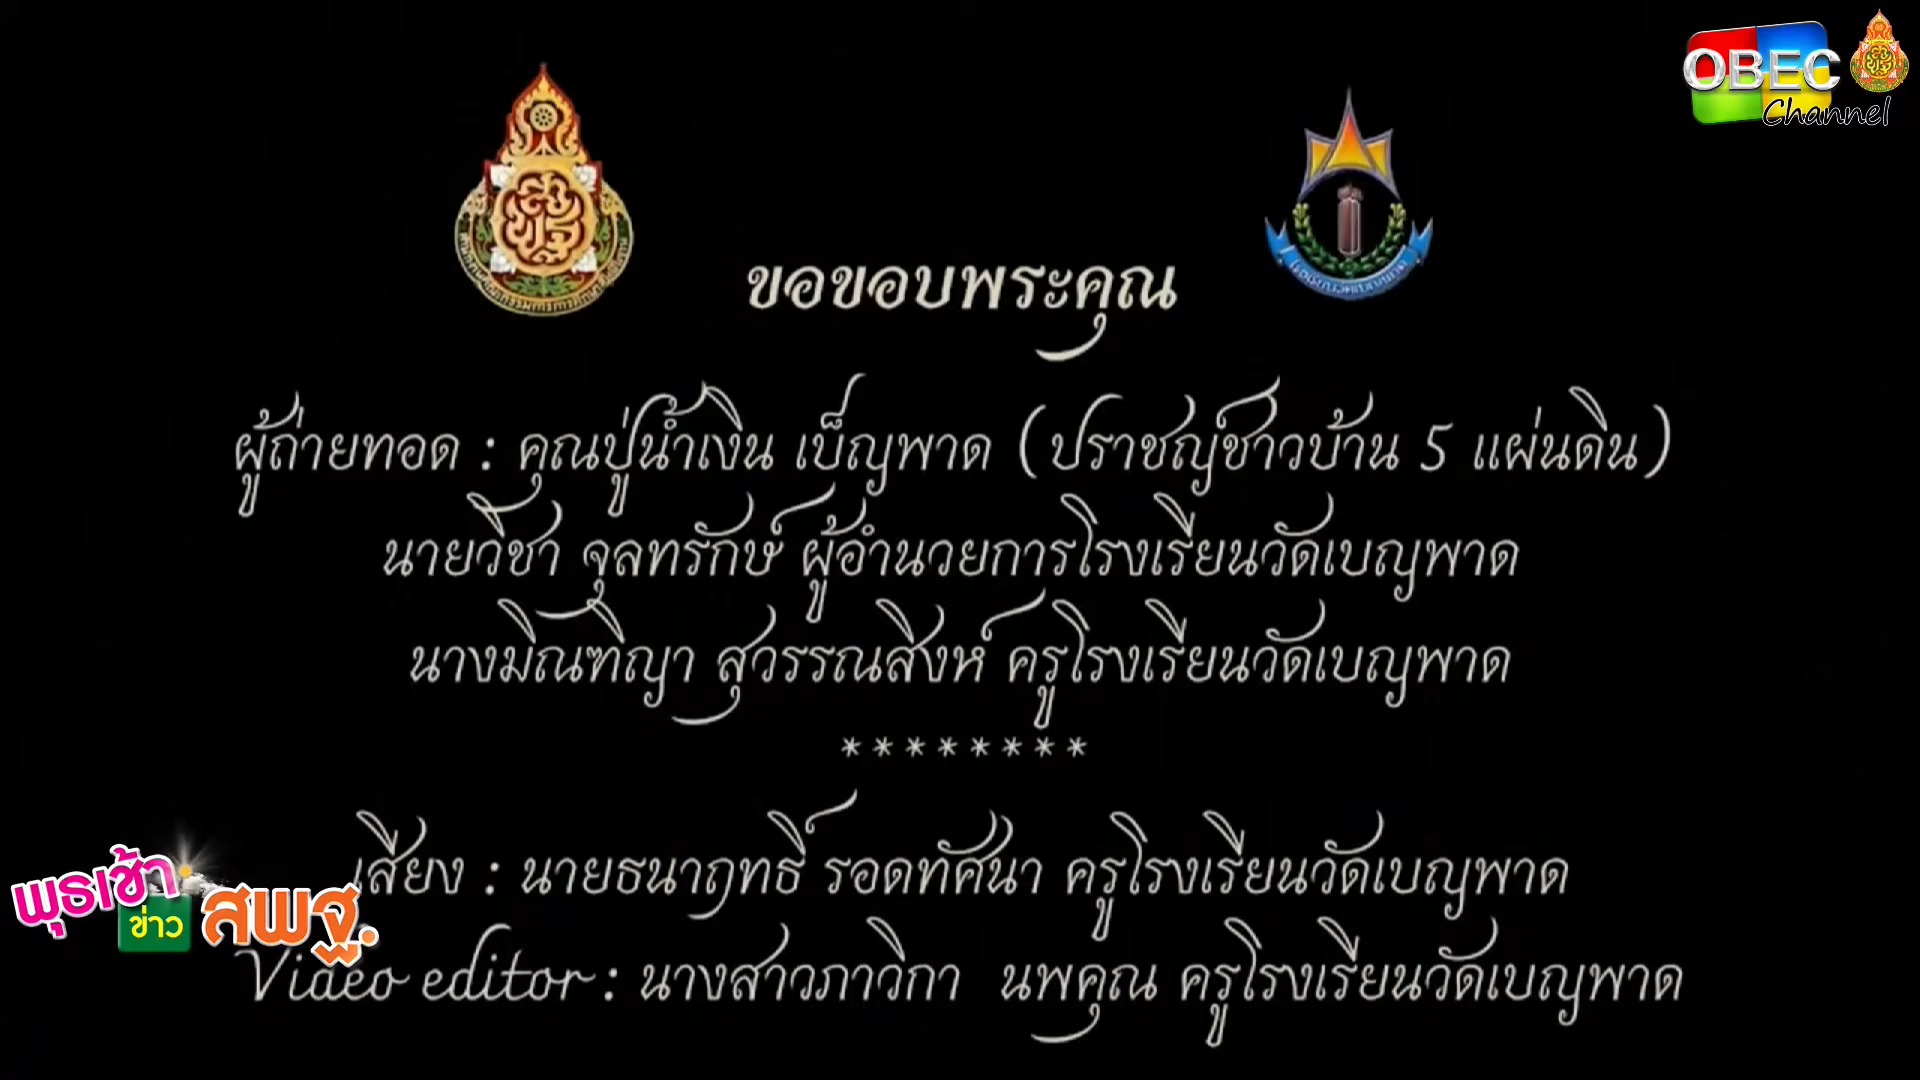 OBEC
Channel
ขอขอบพระคุณ
ผู้ถ่ายทอด : คุณปู่น้ำเงิน เบ็ญพาด (ปราชญ์ชาวบ้าน 5 แผ่นดิน)
นายวิชา จุลทรักษ์ ผู้อำนวยการโรงเรียนวัดเบญพาด
นางมิณฑิญา สุวรรณสิงห์ ครูโรงเรียนวัดเบญพาด
********
เสียง : นายธนาฤทธิ์ รอดทัศนา ครูโรงเรียนวัดเบญพาด
Video editor : นางสาวภาวิกา นพคุณ ครูโรงเรียนวัดเบญพาด
พุธเช้า
ข่าว
สพฐ.